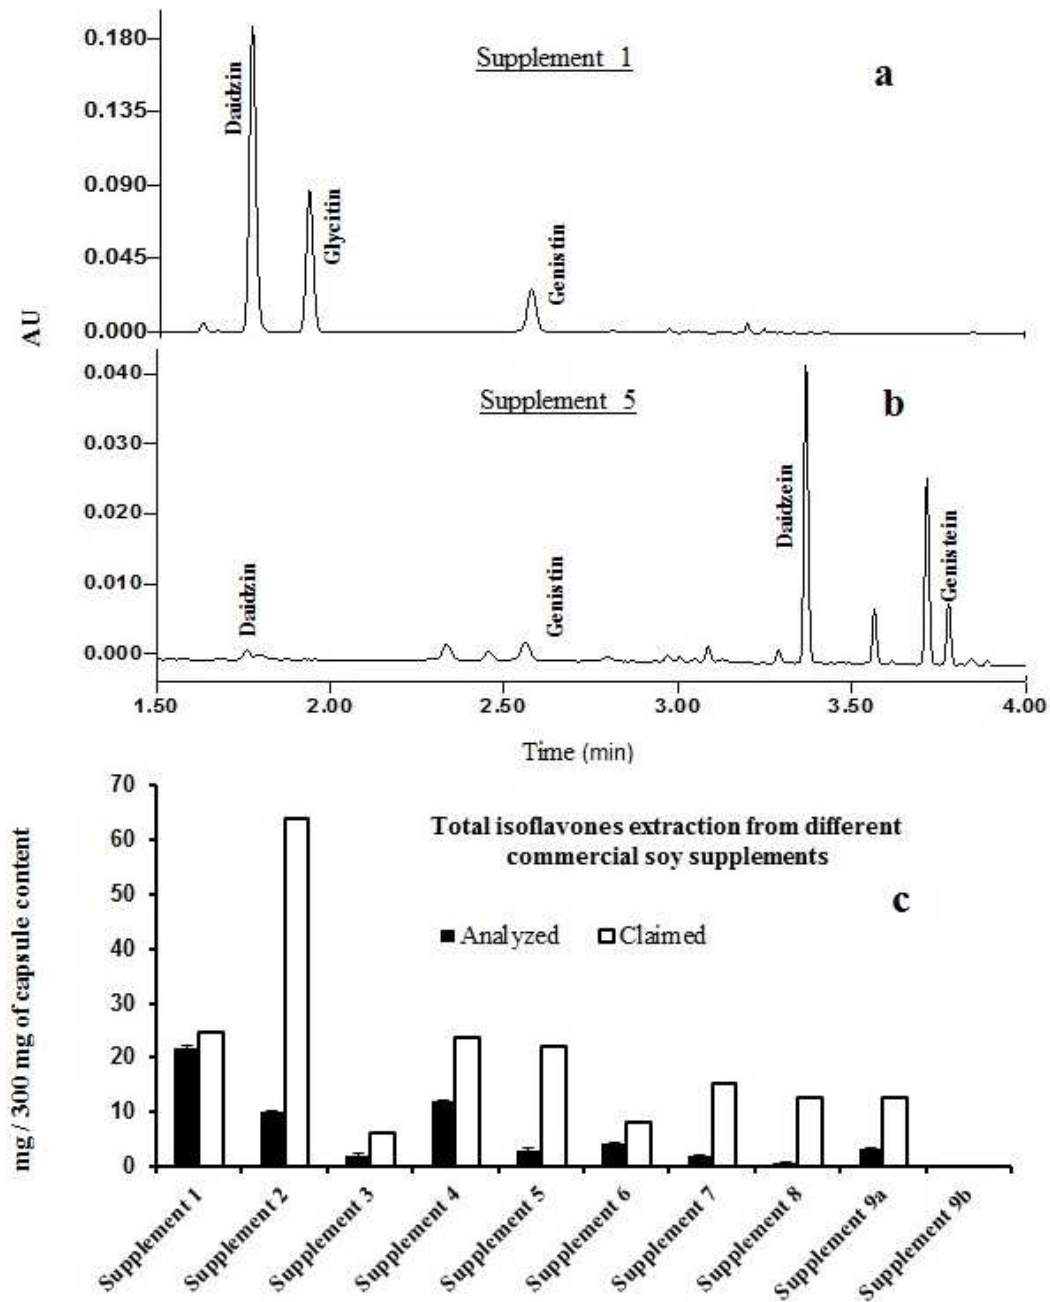 0.180
0.135
0.090
0.045
0.000
Supplement 1
a
Daidzin
Glycitin
Genistin
AU
0.040
0.030
0.020
0.010
0.000
Supplement 5
b
Daidzin
Genistin
Daidzein
Genistein
1.50 2.00 2.50 3.00 3.50 4.00
Time (min)
70
60
50
40
30
20
10
0
mg / 300 mg of capsule content
Total isoflavones extraction from different
commercial soy supplements
c
Analyzed Claimed
Supplement 1
Supplement 2
Supplement 3
Supplement 4
Supplement 5
Supplement 6
Supplement 7
Supplement 8
Supplement 9a
Supplement 9b